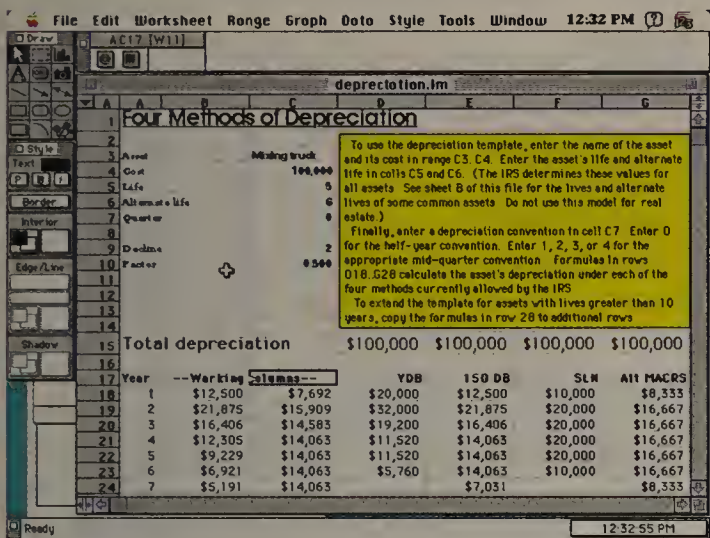 File Edit Worksheet Range Graph Data Style Tools Window 12:32 PM
Draw
AC17 [W11]
depreciation.lm
A A B C D E F G
1 Four Methods of Depreciation
2
3 Asset Mixing truck
4 Cost 100,000
5 Life 5
6 Alternate life 6
7 Quarter 0
8
9 Decline 2
10 Factor 0.500
11
12
13
14
To use the depreciation template, enter the name of the asset
and its cost in range C3..C4. Enter the asset's life and alternate
life in cells C5 and C6. (The IRS determines these values for
all assets. See sheet B of this file for the lives and alternate
lives of some common assets. Do not use this model for real
estate.)
Finally, enter a depreciation convention in cell C7. Enter 0
for the half-year convention. Enter 1, 2, 3, or 4 for the
appropriate mid-quarter convention. Formulas in rows
D18..G28 calculate the asset's depreciation under each of the
four methods currently allowed by the IRS
To extend the template for assets with lives greater than 10
years, copy the formulas in row 28 to additional rows
15 Total depreciation $100,000 $100,000 $100,000 $100,000
16
17 Year --Working columns-- YDB 150 DB SLN Alt MACRS
18 1 $12,500 $7,692 $20,000 $12,500 $10,000 $8,333
19 2 $21,875 $15,909 $32,000 $21,875 $20,000 $16,667
20 3 $16,406 $14,583 $19,200 $16,406 $20,000 $16,667
21 4 $12,305 $14,063 $11,520 $14,063 $20,000 $16,667
22 5 $9,229 $14,063 $11,520 $14,063 $20,000 $16,667
23 6 $6,921 $14,063 $5,760 $14,063 $10,000 $16,667
24 7 $5,191 $14,063 $7,031 $8,333
Style
Text
P B I
Border
Interior
Edge/Line
Shadow
Ready 12:32:55 PM